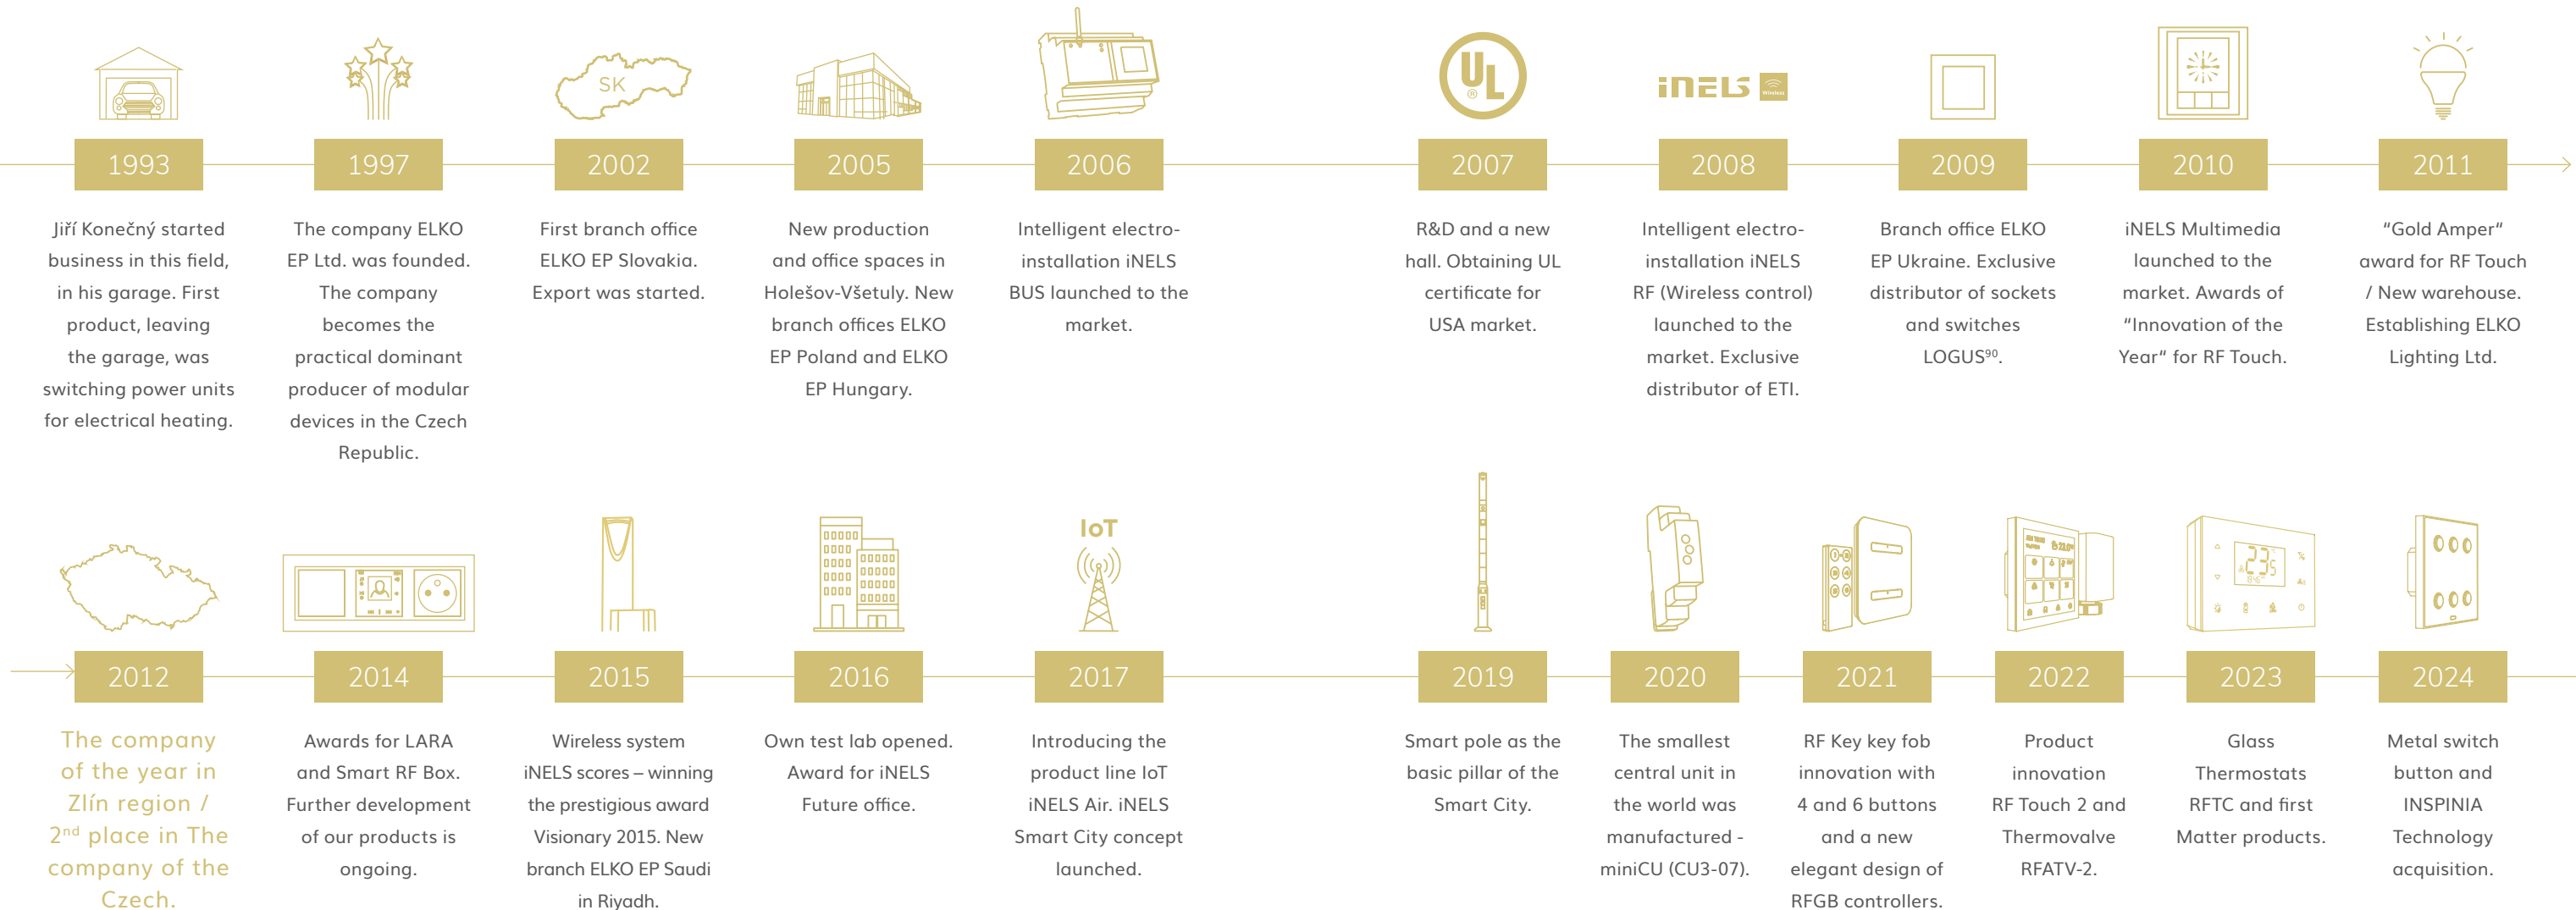 SK
UL
®
iNELS
Wireless
1993
1997
2002
2005
2006
2007
2008
2009
2010
2011
Jiří Konečný started
business in this field,
in his garage. First
product, leaving
the garage, was
switching power units
for electrical heating.
The company ELKO
EP Ltd. was founded.
The company
becomes the
practical dominant
producer of modular
devices in the Czech
Republic.
First branch office
ELKO EP Slovakia.
Export was started.
New production
and office spaces in
Holešov-Všetuly. New
branch offices ELKO
EP Poland and ELKO
EP Hungary.
Intelligent electro-
installation iNELS
BUS launched to the
market.
R&D and a new
hall. Obtaining UL
certificate for
USA market.
Intelligent electro-
installation iNELS
RF (Wireless control)
launched to the
market. Exclusive
distributor of ETI.
Branch office ELKO
EP Ukraine. Exclusive
distributor of sockets
and switches
LOGUS⁹⁰.
iNELS Multimedia
launched to the
market. Awards of
“Innovation of the
Year“ for RF Touch.
“Gold Amper“
award for RF Touch
/ New warehouse.
Establishing ELKO
Lighting Ltd.
IoT
2012
2014
2015
2016
2017
2019
2020
2021
2022
2023
2024
The company
of the year in
Zlín region /
2nd place in The
company of the
Czech.
Awards for LARA
and Smart RF Box.
Further development
of our products is
ongoing.
Wireless system
iNELS scores – winning
the prestigious award
Visionary 2015. New
branch ELKO EP Saudi
in Riyadh.
Own test lab opened.
Award for iNELS
Future office.
Introducing the
product line IoT
iNELS Air. iNELS
Smart City concept
launched.
Smart pole as the
basic pillar of the
Smart City.
The smallest
central unit in
the world was
manufactured -
miniCU (CU3-07).
RF Key key fob
innovation with
4 and 6 buttons
and a new
elegant design of
RFGB controllers.
Product
innovation
RF Touch 2 and
Thermovalve
RFATV-2.
Glass
Thermostats
RFTC and first
Matter products.
Metal switch
button and
INSPINIA
Technology
acquisition.